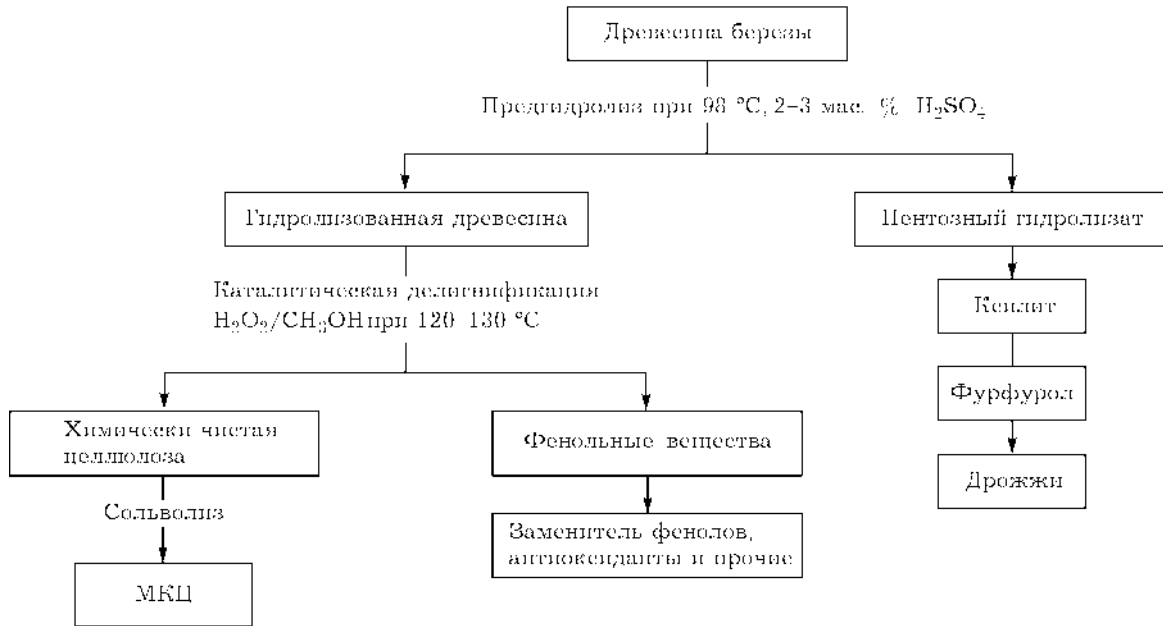 Древесина березы
Предгидролиз при 98 °С, 2–3 мас. % H₂SO₄
Гидролизованная древесина
Пентозный гидролизат
Каталитическая делигнификация
H₂O₂/CH₃OH при 120–130 °С
Ксилит
Фурфурол
Дрожжи
Химически чистая
целлюлоза
Фенольные вещества
Сольволиз
Заменитель фенолов,
антиоксиданты и прочие
МКЦ